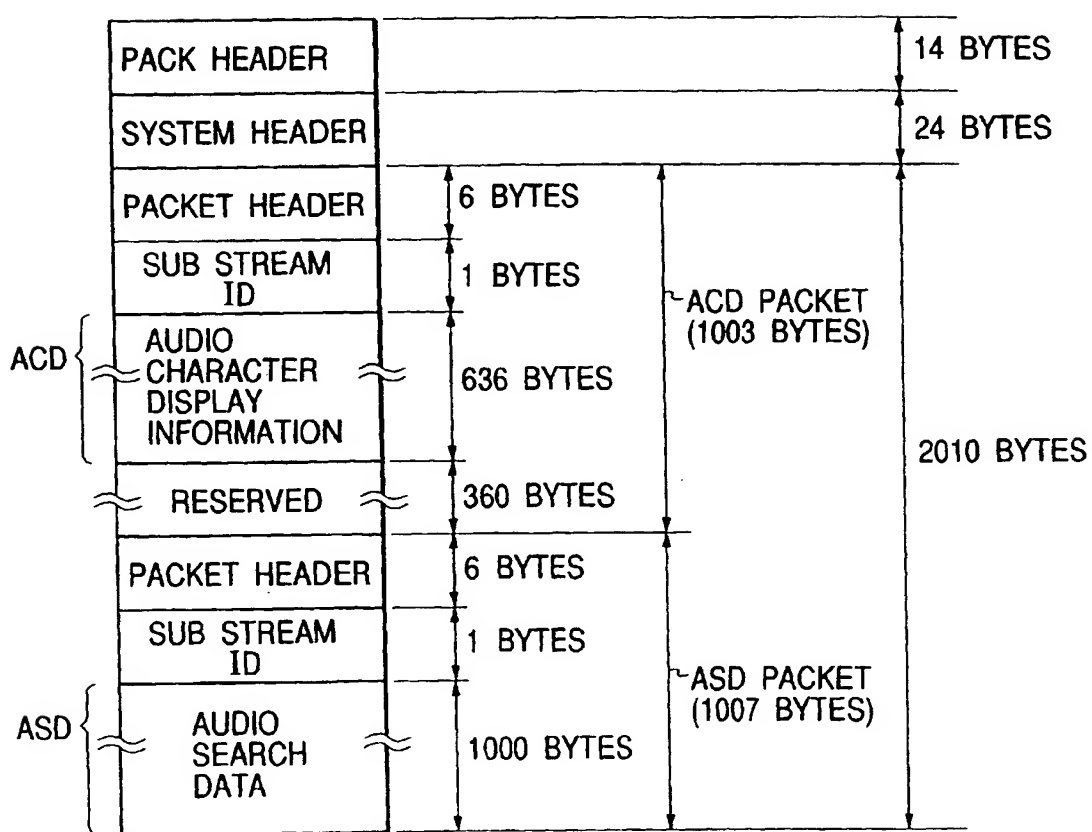 PACK HEADER
14 BYTES
SYSTEM HEADER
24 BYTES
PACKET HEADER
6 BYTES
SUB STREAM
ID
1 BYTES
ACD PACKET
(1003 BYTES)
ACD
AUDIO
CHARACTER
DISPLAY
INFORMATION
636 BYTES
2010 BYTES
RESERVED
360 BYTES
PACKET HEADER
6 BYTES
SUB STREAM
ID
1 BYTES
ASD PACKET
(1007 BYTES)
ASD
AUDIO
SEARCH
DATA
1000 BYTES